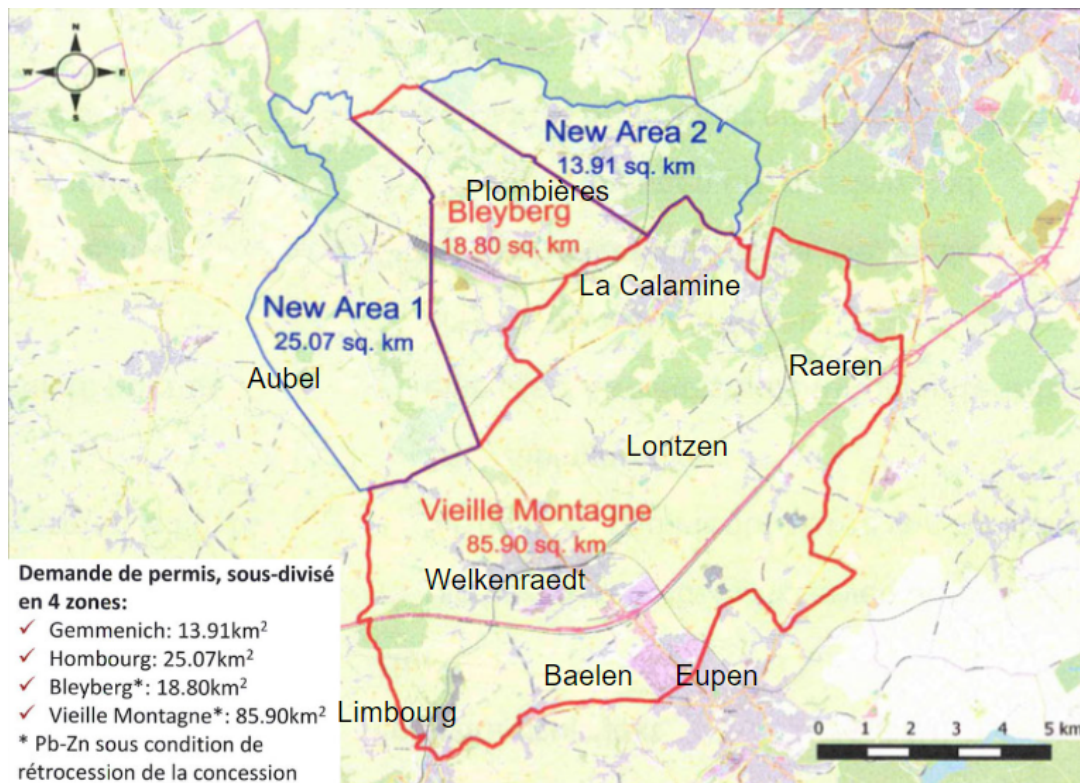 N
W E
S
New Area 2
13.91 sq. km
Plombières
Bleyberg
18.80 sq. km
La Calamine
New Area 1
25.07 sq. km
Aubel
Raeren
Lontzen
Vieille Montagne
85.90 sq. km
Welkenraedt
Baelen
Eupen
Limbourg
Demande de permis, sous-divisé
en 4 zones:
✓ Gemmenich: 13.91km²
✓ Hombourg: 25.07km²
✓ Bleyberg*: 18.80km²
✓ Vieille Montagne*: 85.90km²
* Pb-Zn sous condition de
rétrocession de la concession
0 1 2 3 4 5 km